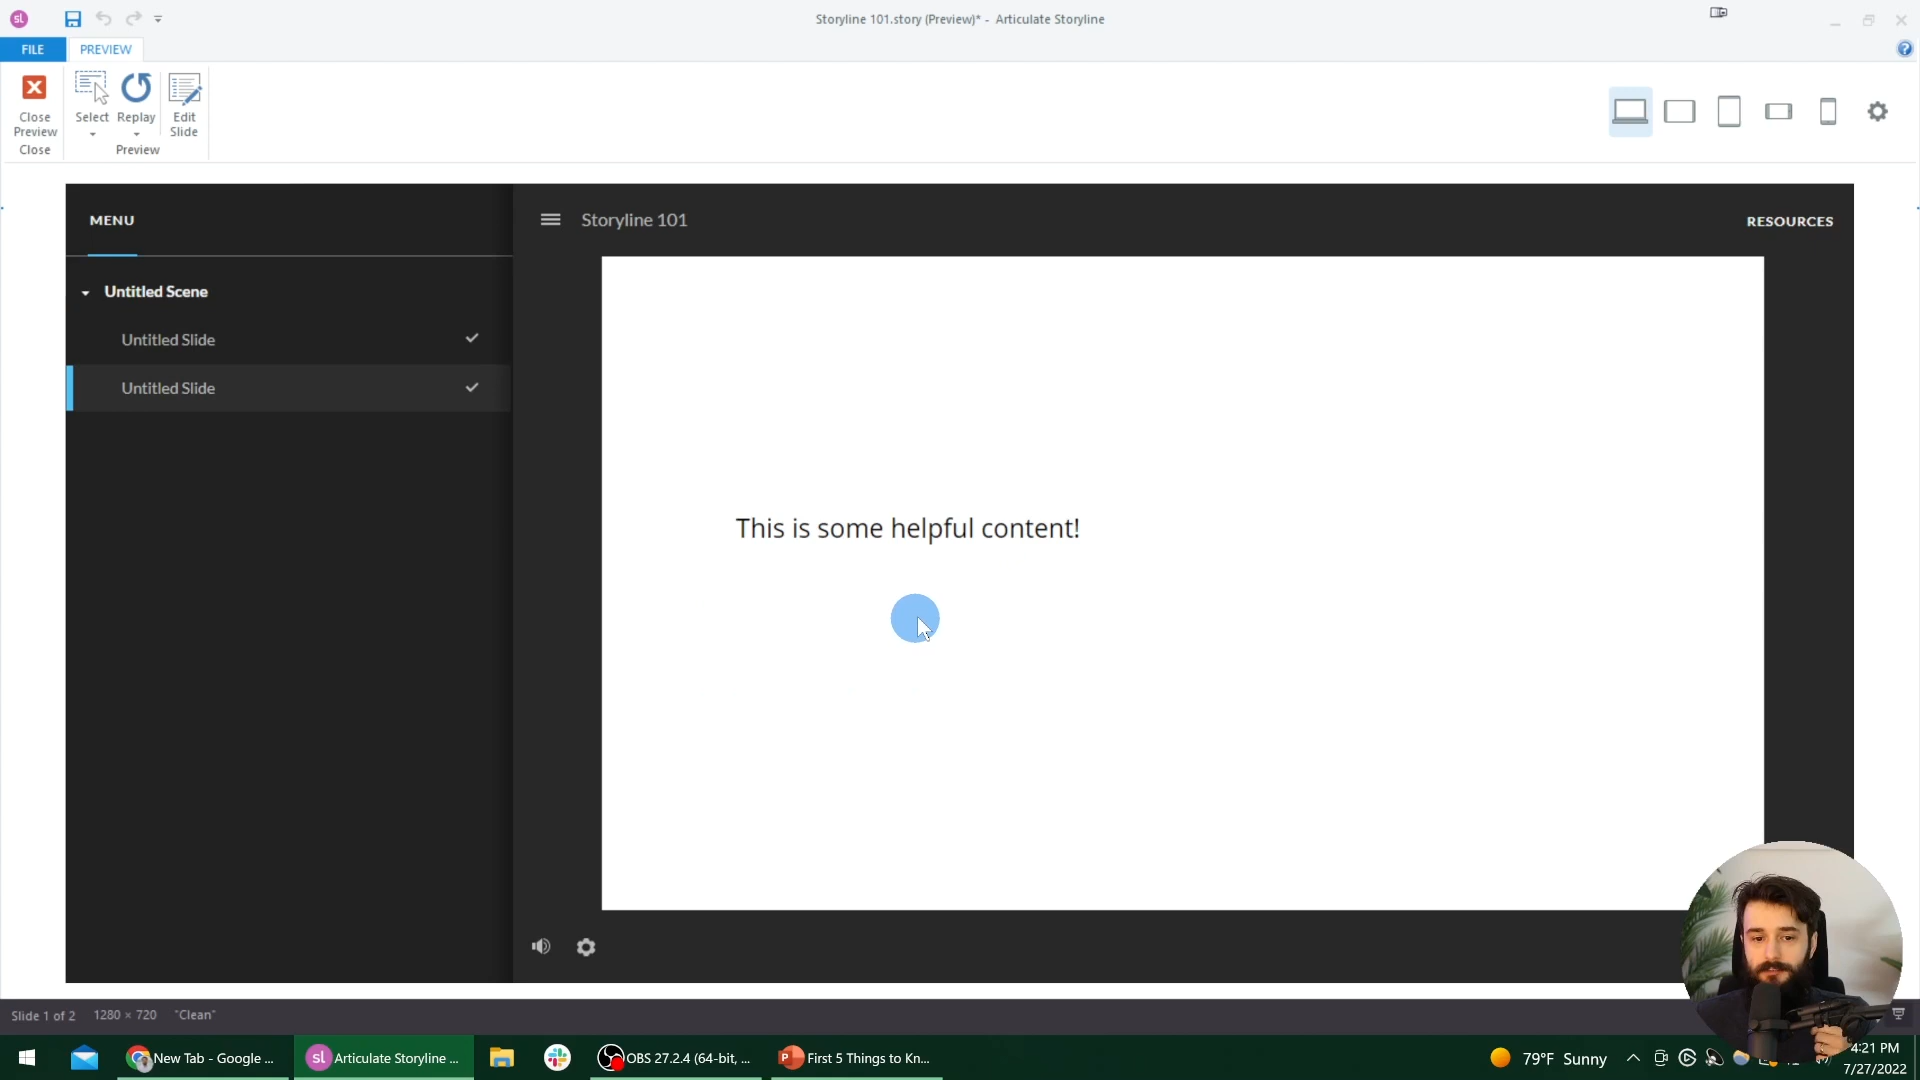 sl
Storyline 101.story (Preview)* - Articulate Storyline
FILE
PREVIEW
Close Preview
Select
Replay
Edit Slide
Close
Preview
MENU
Storyline 101
RESOURCES
Untitled Scene
Untitled Slide
Untitled Slide
This is some helpful content!
Slide 1 of 2
1280 × 720
"Clean"
New Tab - Google ...
sl
Articulate Storyline ...
OBS 27.2.4 (64-bit, ...
First 5 Things to Kn...
79°F Sunny
4:21 PM
7/27/2022